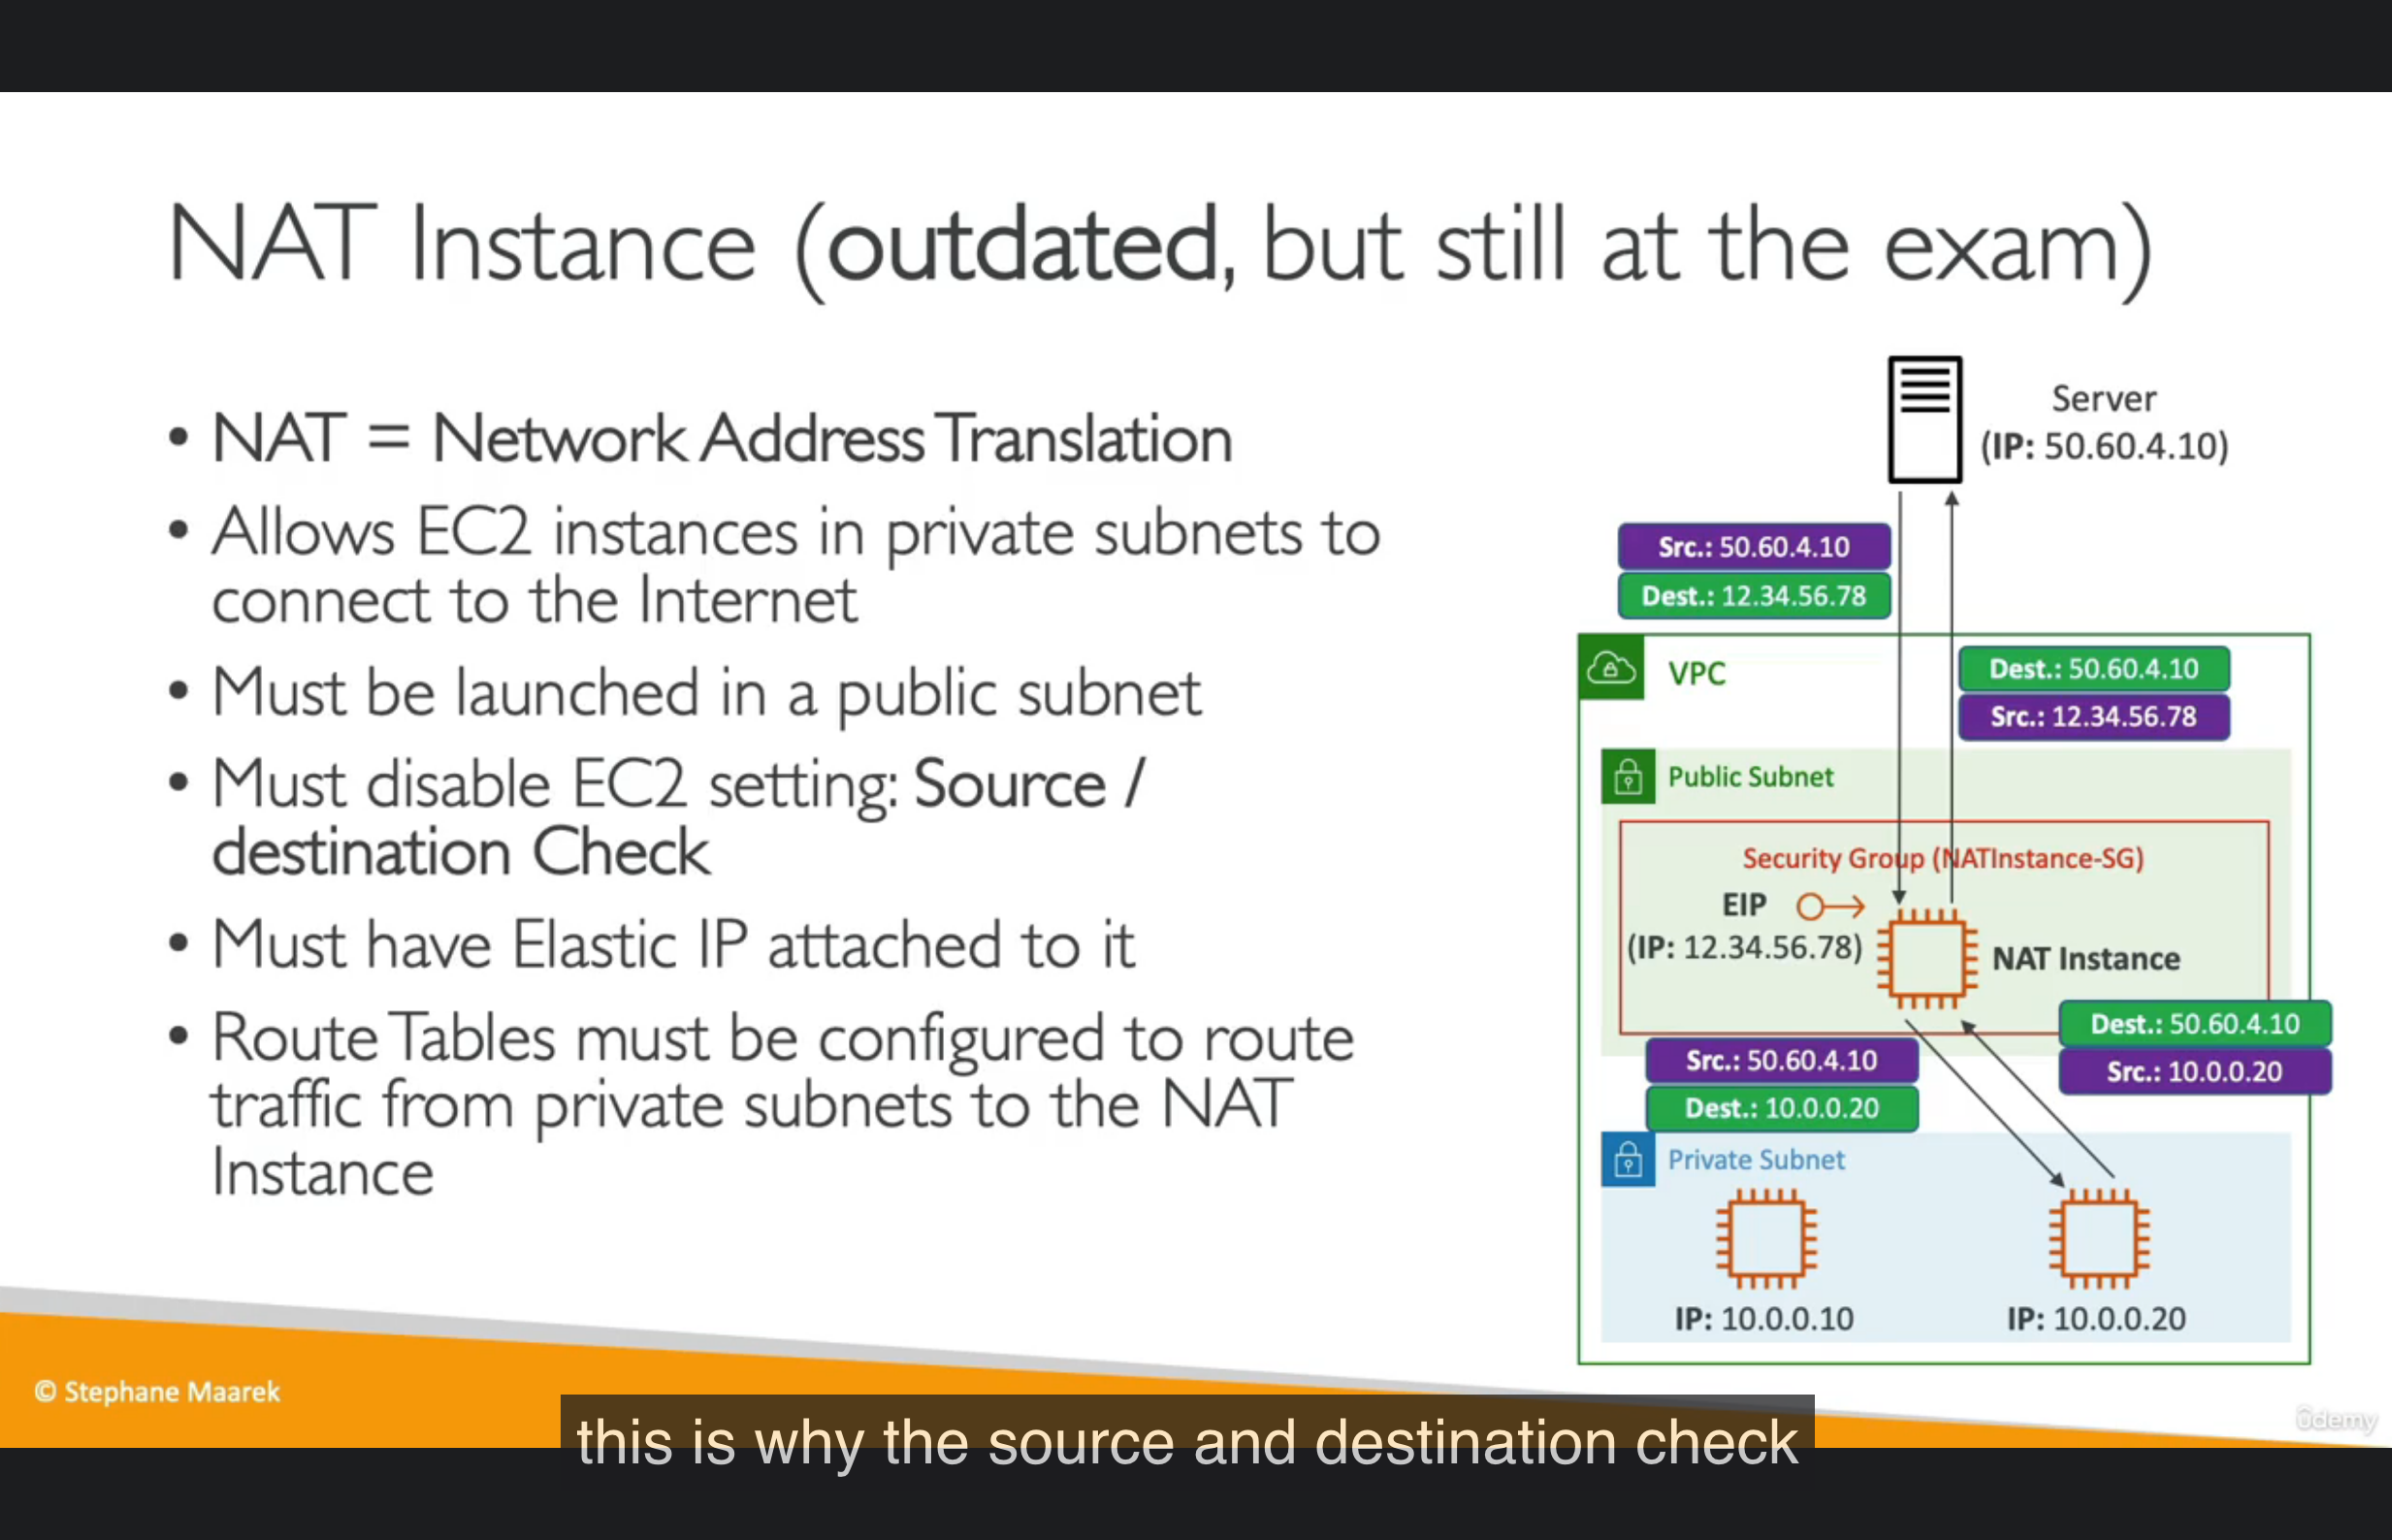 NAT Instance (outdated, but still at the exam)
• NAT = Network Address Translation
• Allows EC2 instances in private subnets to
connect to the Internet
• Must be launched in a public subnet
• Must disable EC2 setting: Source /
destination Check
• Must have Elastic IP attached to it
• Route Tables must be configured to route
traffic from private subnets to the NAT
Instance
Server
(IP: 50.60.4.10)
Src.: 50.60.4.10
Dest.: 12.34.56.78
VPC
Dest.: 50.60.4.10
Src.: 12.34.56.78
Public Subnet
Security Group (NATInstance-SG)
EIP
(IP: 12.34.56.78)
NAT Instance
Dest.: 50.60.4.10
Src.: 10.0.0.20
Src.: 50.60.4.10
Dest.: 10.0.0.20
Private Subnet
IP: 10.0.0.10
IP: 10.0.0.20
© Stephane Maarek
ûdemy
this is why the source and destination check